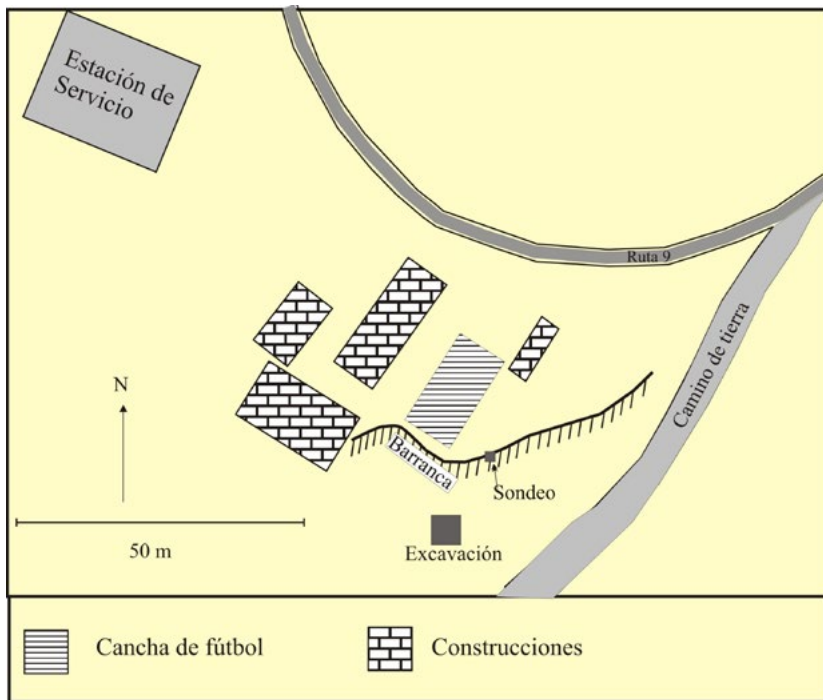 Estación de
Servicio
Ruta 9
Camino de tierra
N
Barranca
Sondeo
Excavación
50 m
Cancha de fútbol
Construcciones